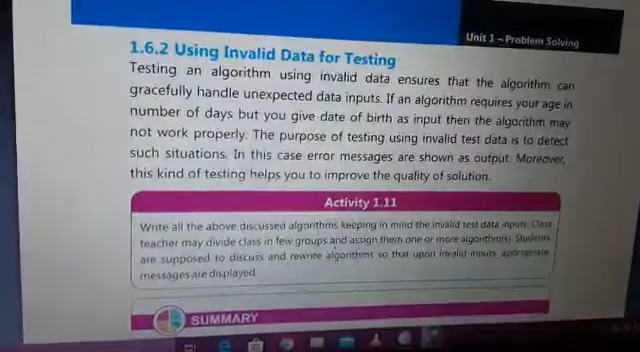 Unit 1 – Problem Solving
1.6.2 Using Invalid Data for Testing
Testing an algorithm using invalid data ensures that the algorithm can
gracefully handle unexpected data inputs. If an algorithm requires your age in
number of days but you give date of birth as input then the algorithm may
not work properly. The purpose of testing using invalid test data is to detect
such situations. In this case error messages are shown as output. Moreover,
this kind of testing helps you to improve the quality of solution.
Activity 1.11
Write all the above discussed algorithms keeping in mind the invalid test data inputs. Class
teacher may divide class in few groups and assign them one or more algorithm(s). Students
are supposed to discuss and rewrite algorithms so that upon invalid inputs, appropriate
messages are displayed.
SUMMARY